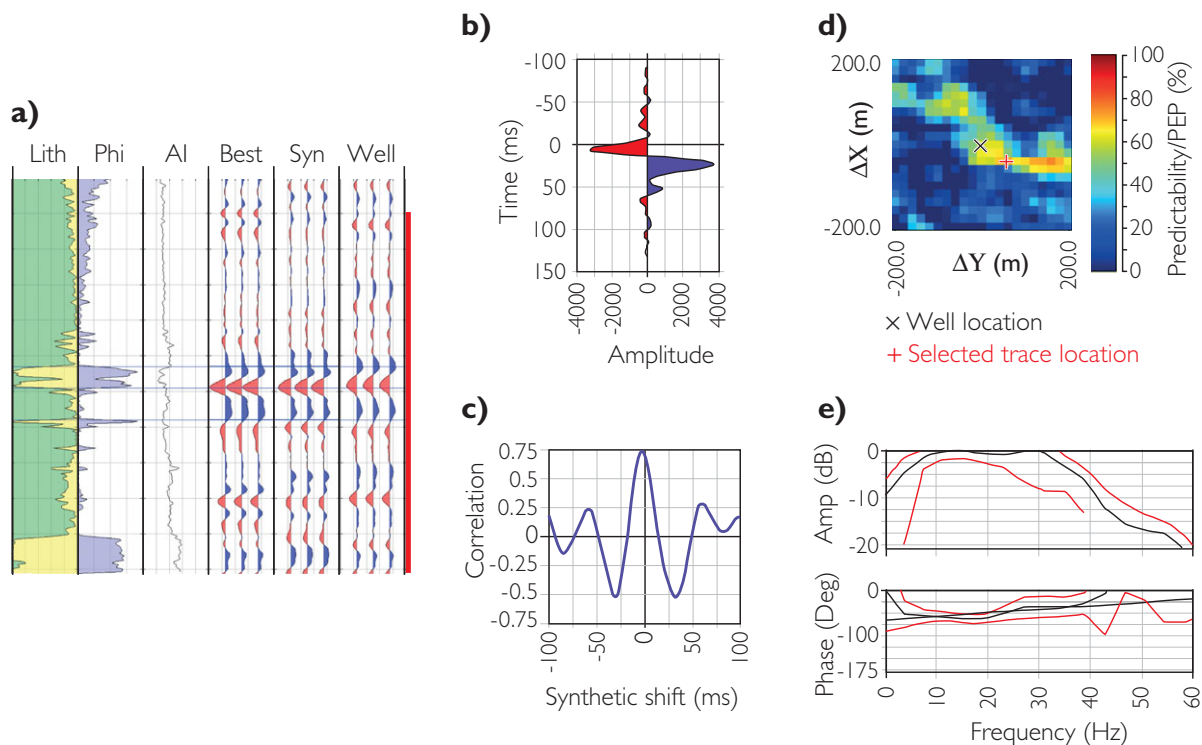 a)
Lith Phi AI Best Syn Well
b)
-100
-50
0
50
100
150
Time (ms)
-4000 -2000 0 2000 4000
Amplitude
c)
0.75
0.5
0.25
0
-0.25
-0.5
-0.75
Correlation
-100 -50 0 50 100
Synthetic shift (ms)
d)
200.0
ΔX (m)
-200.0
-200.0 200.0
ΔY (m)
100
80
60
40
20
0
Predictability/PEP (%)
× Well location
+ Selected trace location
e)
0
-10
-20
Amp (dB)
0
-100
-175
Phase (Deg)
0 10 20 30 40 50 60
Frequency (Hz)